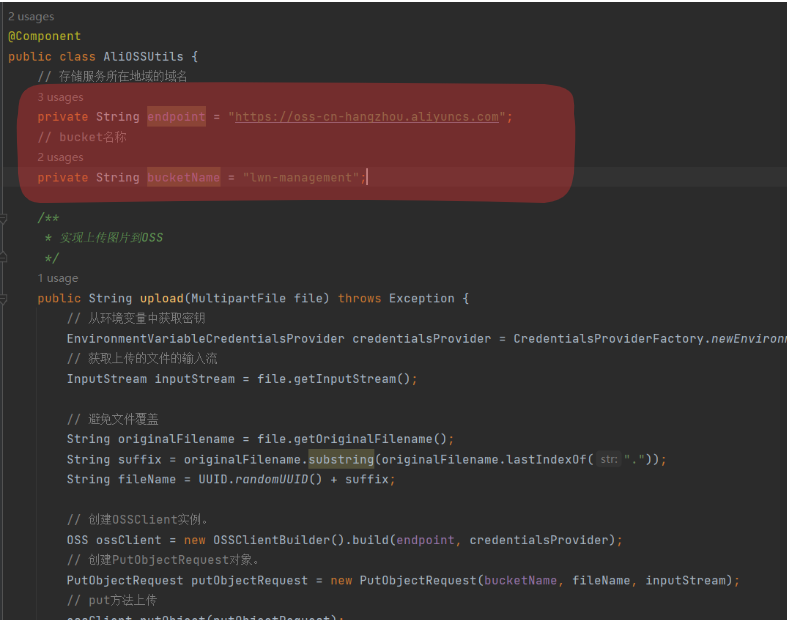 2 usages
@Component
public class AliOSSUtils {
// 存储服务所在地域的域名
3 usages
private String endpoint = "https://oss-cn-hangzhou.aliyuncs.com";
// bucket名称
2 usages
private String bucketName = "lwn-management";
/**
* 实现上传图片到OSS
*/
1 usage
public String upload(MultipartFile file) throws Exception {
// 从环境变量中获取密钥
EnvironmentVariableCredentialsProvider credentialsProvider = CredentialsProviderFactory.newEnviron
// 获取上传的文件的输入流
InputStream inputStream = file.getInputStream();
// 避免文件覆盖
String originalFilename = file.getOriginalFilename();
String suffix = originalFilename.substring(originalFilename.lastIndexOf( str: "."));
String fileName = UUID.randomUUID() + suffix;
// 创建OSSClient实例。
OSS ossClient = new OSSClientBuilder().build(endpoint, credentialsProvider);
// 创建PutObjectRequest对象。
PutObjectRequest putObjectRequest = new PutObjectRequest(bucketName, fileName, inputStream);
// put方法上传
ossClient.putObject(putObjectRequest);